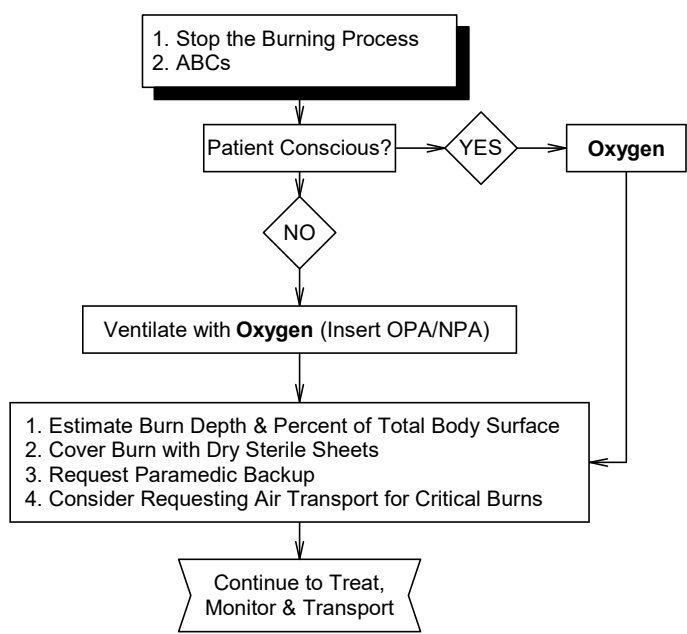 1. Stop the Burning Process
2. ABCs
Patient Conscious?
YES
Oxygen
NO
Ventilate with Oxygen (Insert OPA/NPA)
1. Estimate Burn Depth & Percent of Total Body Surface
2. Cover Burn with Dry Sterile Sheets
3. Request Paramedic Backup
4. Consider Requesting Air Transport for Critical Burns
Continue to Treat,
Monitor & Transport